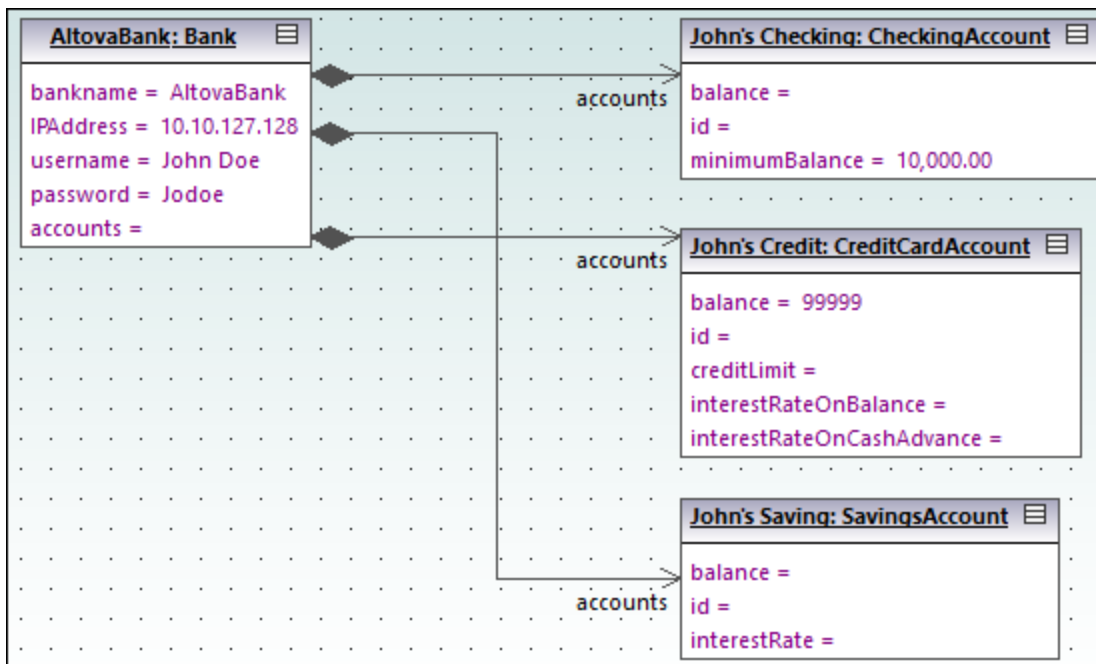 AltovaBank: Bank
bankname = AltovaBank
IPAddress = 10.10.127.128
username = John Doe
password = Jodoe
accounts =
accounts
John's Checking: CheckingAccount
balance =
id =
minimumBalance = 10,000.00
accounts
John's Credit: CreditCardAccount
balance = 99999
id =
creditLimit =
interestRateOnBalance =
interestRateOnCashAdvance =
accounts
John's Saving: SavingsAccount
balance =
id =
interestRate =